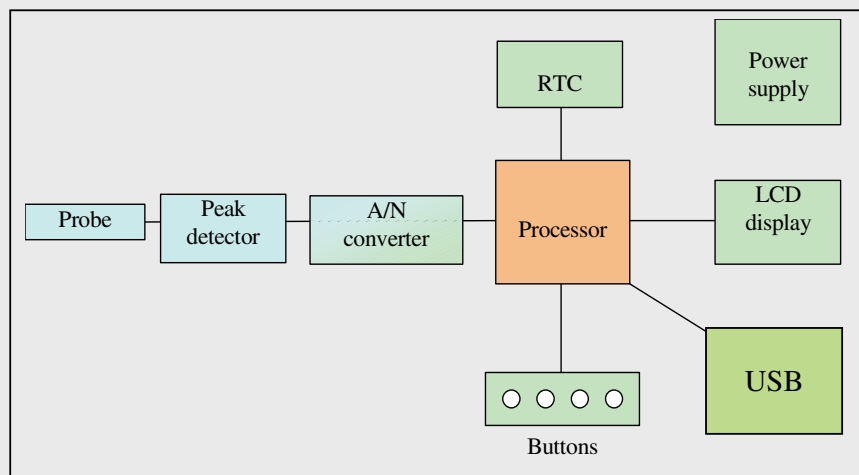 RTC
Power
supply
Probe
Peak
detector
A/N
converter
Processor
LCD
display
USB
Buttons